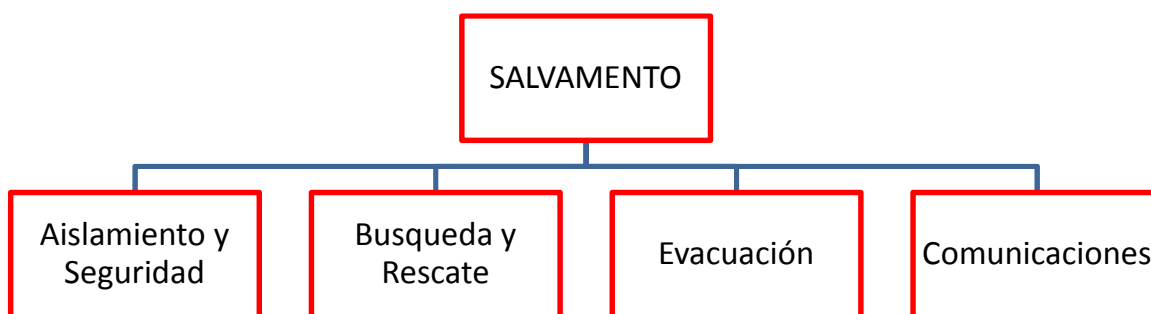 SALVAMENTO
Aislamiento y
Seguridad
Busqueda y
Rescate
Evacuación
Comunicaciones